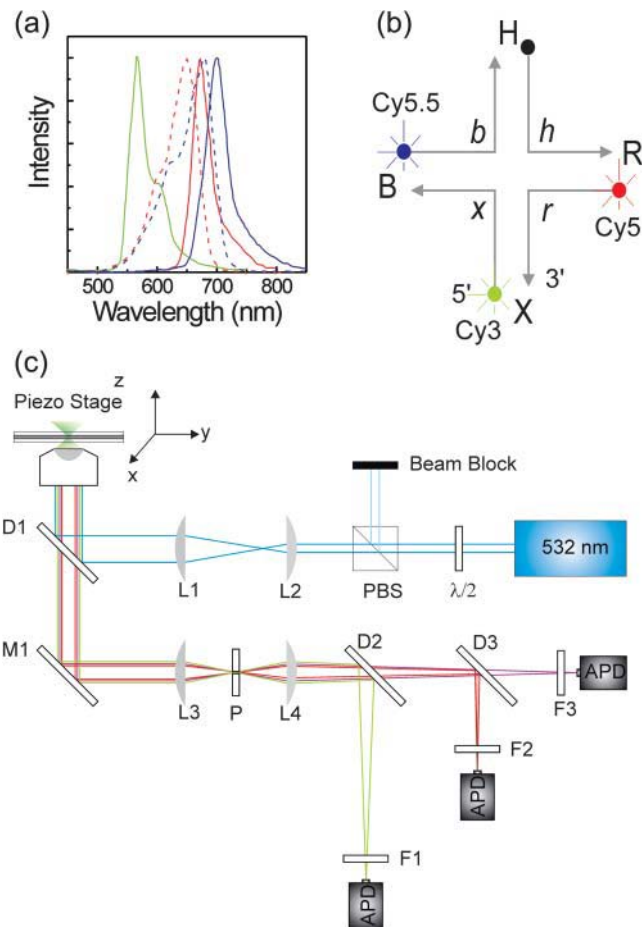 (a)
Intensity
500 600 700 800
Wavelength (nm)
(b)
H
Cy5.5
b h
R
B
x r
Cy5
5' 3'
X
Cy3
(c)
z
Piezo Stage
y
x
Beam Block
D1
532 nm
L1 L2 PBS λ/2
M1
D2 D3
APD
L3 P L4
F3
F2
APD
F1
APD